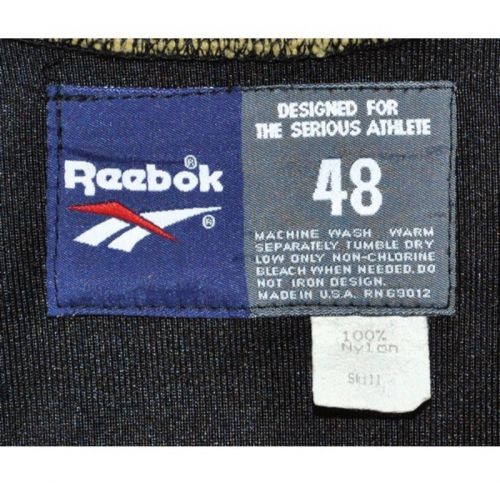 Reebok®
®
DESIGNED FOR
THE SERIOUS ATHLETE
48
MACHINE WASH WARM
SEPARATELY. TUMBLE DRY
LOW ONLY NON-CHLORINE
BLEACH WHEN NEEDED. DO
NOT IRON DESIGN.
MADE IN U.S.A. RN 69012
100%
Nylon
Skill